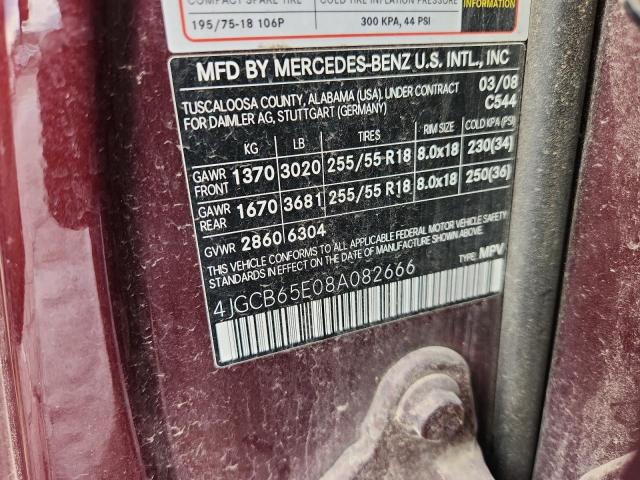 COMPACT SPARE TIRE COLD TIRE INFLATION PRESSURE
195/75-18 106P 300 KPA, 44 PSI
MFD BY MERCEDES-BENZ U.S. INTL., INC
TUSCALOOSA COUNTY, ALABAMA (USA). UNDER CONTRACT 03/08
FOR DAIMLER AG, STUTTGART (GERMANY) C544
KG LB TIRES RIM SIZE COLD KPA (PSI)
GAWR FRONT 1370 3020 255/55 R18 8.0x18 230(34)
GAWR REAR 1670 3681 255/55 R18 8.0x18 250(36)
GVWR 2860 6304
THIS VEHICLE CONFORMS TO ALL APPLICABLE FEDERAL MOTOR VEHICLE SAFETY
STANDARDS IN EFFECT ON THE DATE OF MANUFACTURE SHOWN ABOVE.
4JGCB65E08A082666 TYPE: MPV